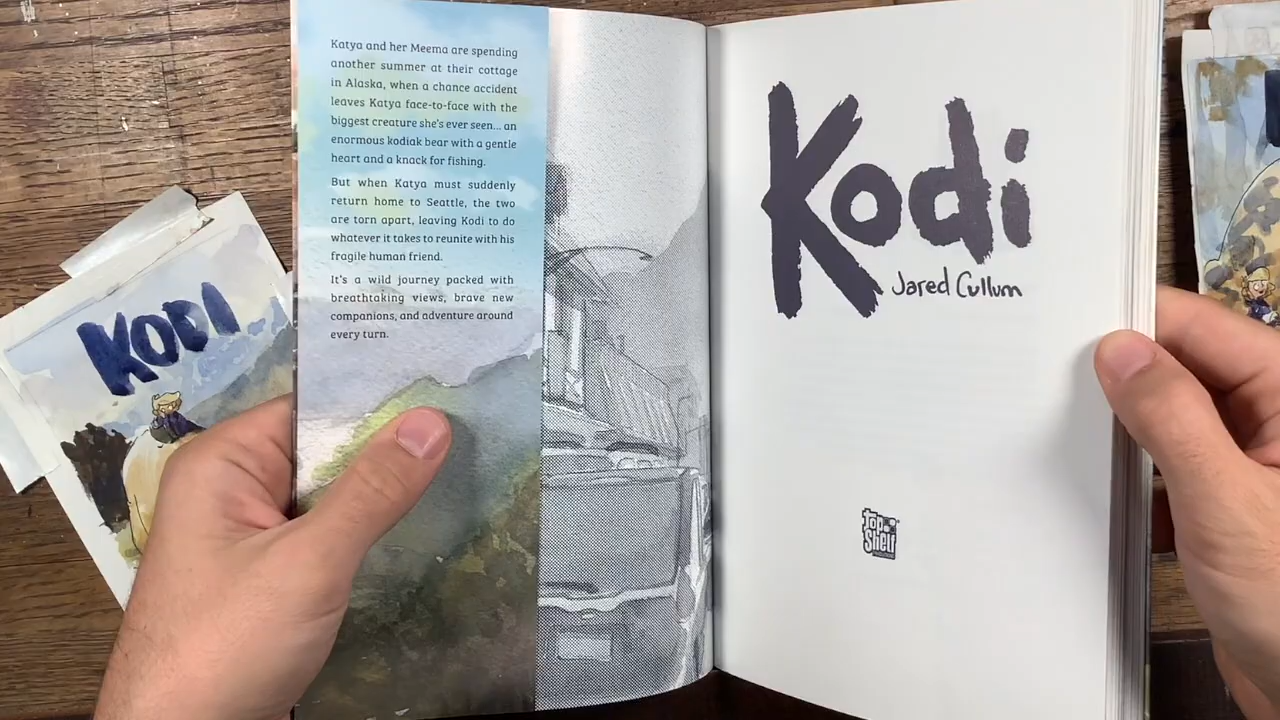 Katya and her Meema are spending
another summer at their cottage
in Alaska, when a chance accident
leaves Katya face-to-face with the
biggest creature she's ever seen... an
enormous kodiak bear with a gentle
heart and a knack for fishing.
But when Katya must suddenly
return home to Seattle, the two
are torn apart, leaving Kodi to do
whatever it takes to reunite with his
fragile human friend.
It's a wild journey packed with
breathtaking views, brave new
companions, and adventure around
every turn.
KODI
Kodi
Jared Cullum
Top
Shelf